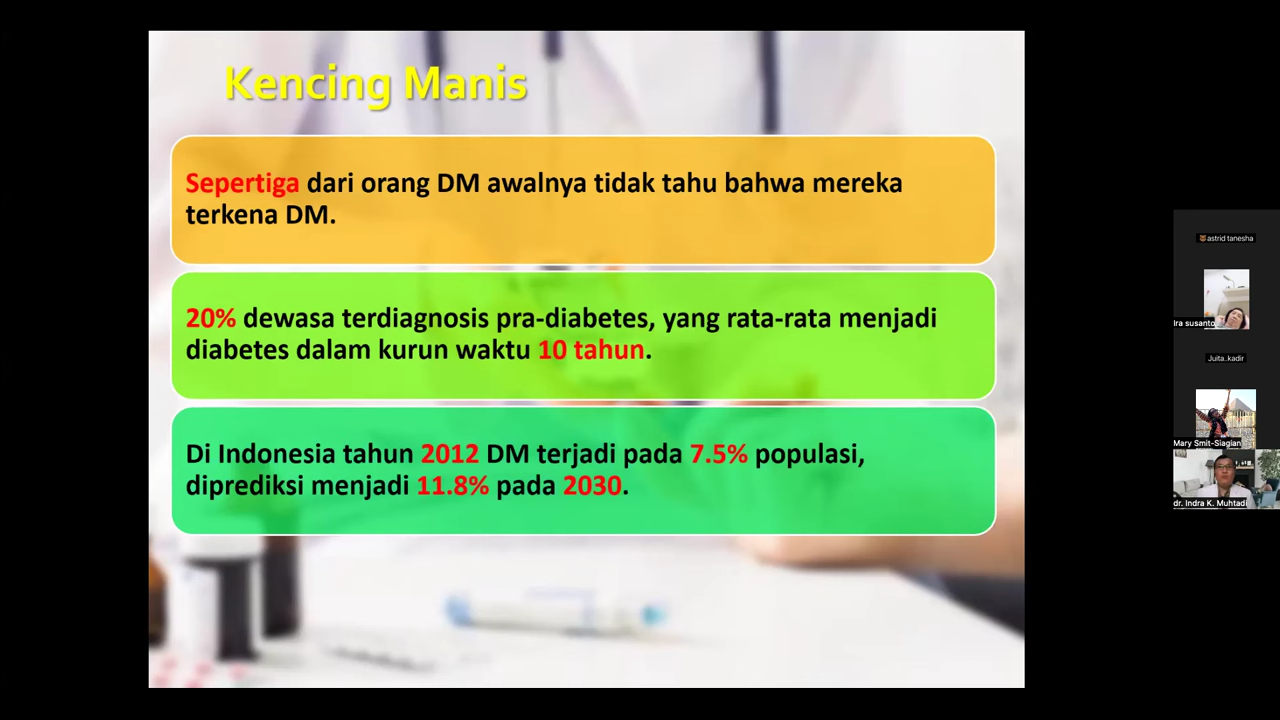 Kencing Manis
Sepertiga dari orang DM awalnya tidak tahu bahwa mereka
terkena DM.
20% dewasa terdiagnosis pra-diabetes, yang rata-rata menjadi
diabetes dalam kurun waktu 10 tahun.
Di Indonesia tahun 2012 DM terjadi pada 7.5% populasi,
diprediksi menjadi 11.8% pada 2030.
astrid tanesha
Ira susanto
Juita..kadir
Mary Smit-Siagian
dr. Indra K. Muhtadi